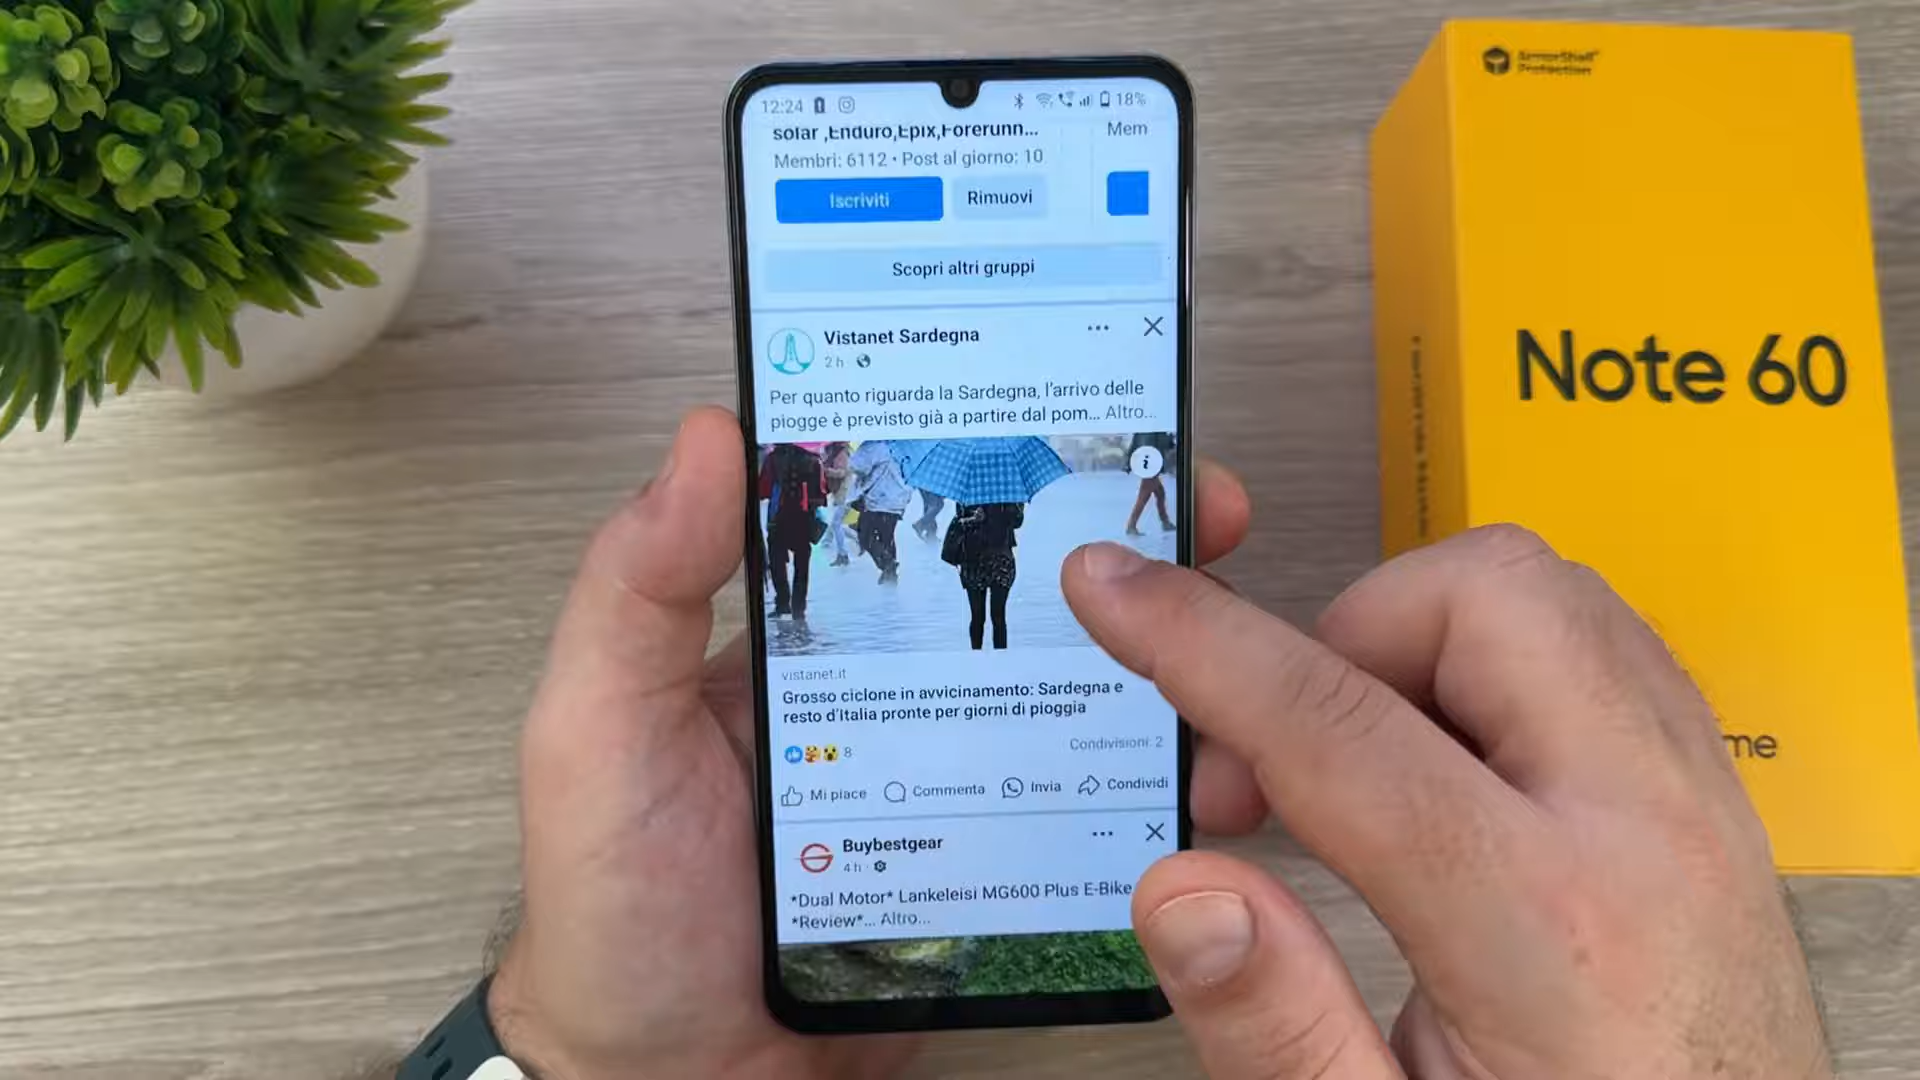 ArmorShell
Protection
12:24
18%
solar ,Enduro,Epix,Forerunn...
Mem
Membri: 6112 • Post al giorno: 10
Iscriviti
Rimuovi
Scopri altri gruppi
Vistanet Sardegna
2 h
Per quanto riguarda la Sardegna, l'arrivo delle
piogge è previsto già a partire dal pom... Altro...
i
vistanet.it
Grosso ciclone in avvicinamento: Sardegna e
resto d'Italia pronte per giorni di pioggia
8
Condivisioni: 2
Mi piace
Commenta
Invia
Condividi
Buybestgear
4 h
*Dual Motor* Lankeleisi MG600 Plus E-Bike
*Review*... Altro...
Note 60
me